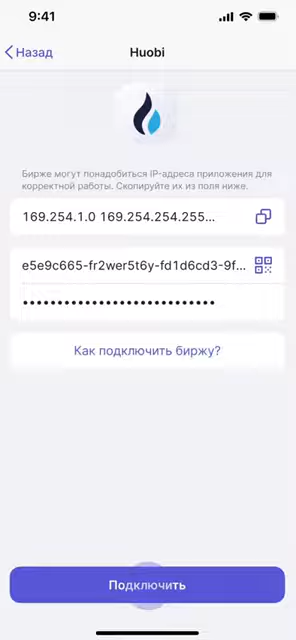 9:41
Назад
Huobi
Бирже могут понадобиться IP-адреса приложения для
корректной работы. Скопируйте их из поля ниже.
169.254.1.0 169.254.254.255...
e5e9c665-fr2wer5t6y-fd1d6cd3-9f...
••••••••••••••••••••••••••••
Как подключить биржу?
Подключить